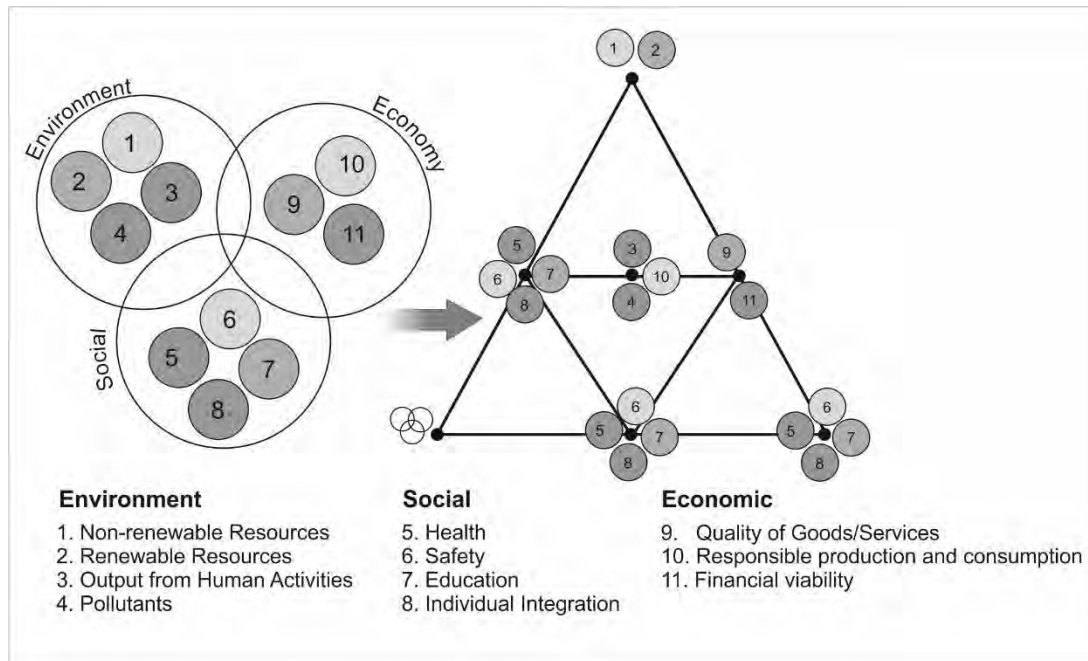 Environment
1
2
3
4
Economy
10
9
11
Social
6
5
7
8
1 2
5
6 7
8
3
10
4
9
11
6
5 7
8
6
5 7
8
Environment
1. Non-renewable Resources
2. Renewable Resources
3. Output from Human Activities
4. Pollutants
Social
5. Health
6. Safety
7. Education
8. Individual Integration
Economic
9. Quality of Goods/Services
10. Responsible production and consumption
11. Financial viability